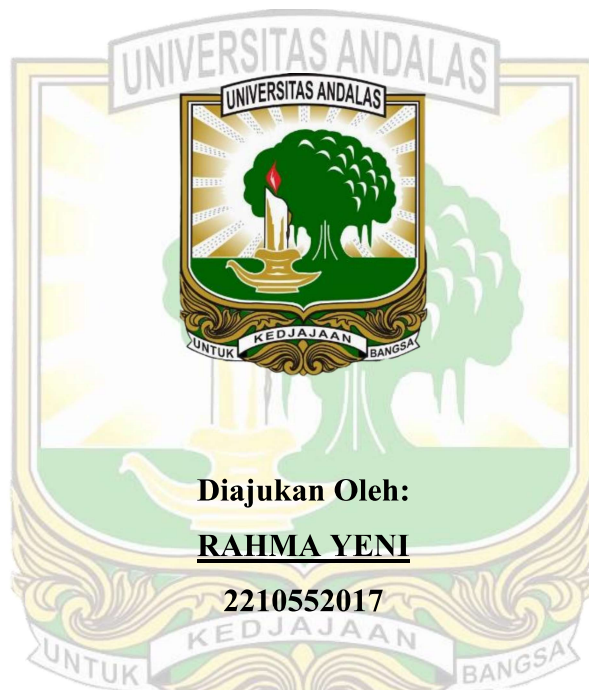 UNIVERSITAS ANDALAS
UNIVERSITAS ANDALAS
UNTUK KEDJAJAAN BANGSA
Diajukan Oleh:
RAHMA YENI
2210552017
UNTUK KEDJAJAAN BANGSA